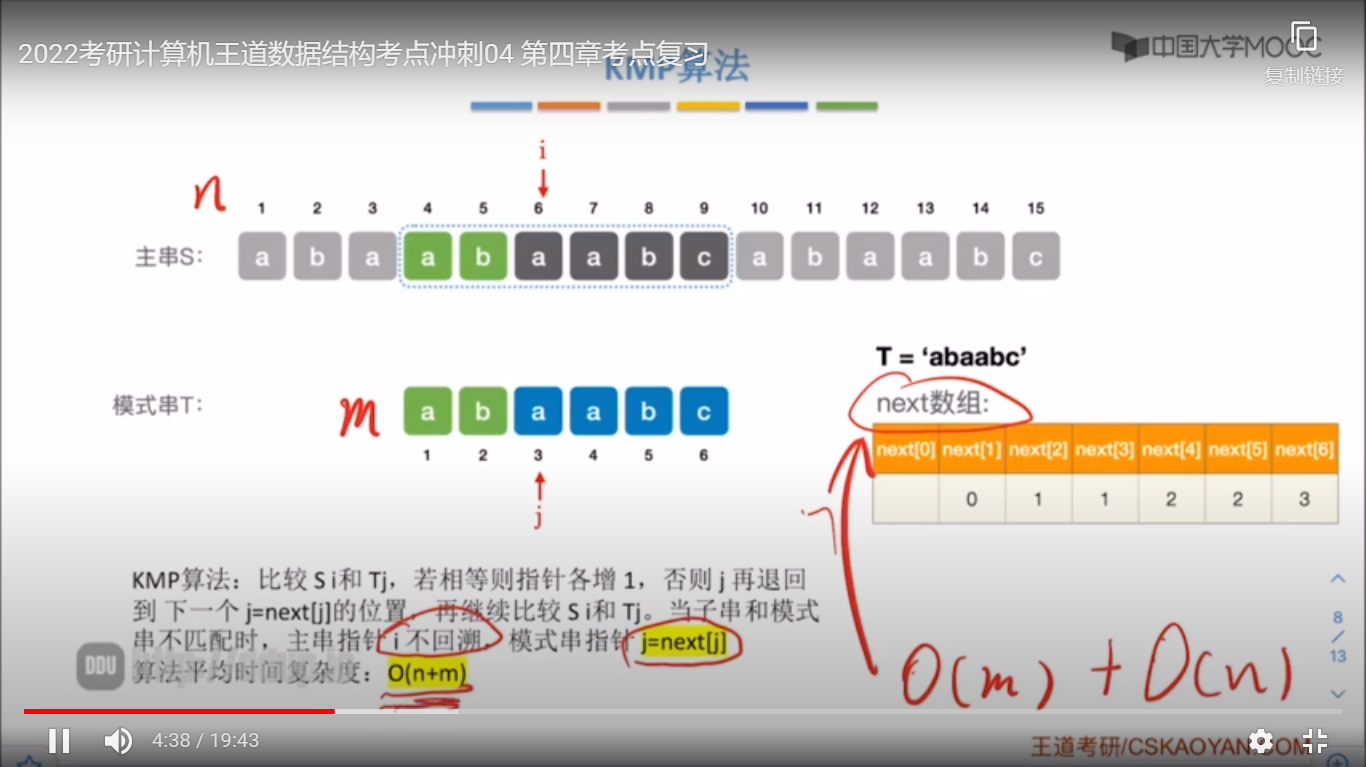 2022考研计算机王道数据结构考点冲刺04 第四章考点复习
KMP算法
中国大学MOOC
复制链接
i
n
1 2 3 4 5 6 7 8 9 10 11 12 13 14 15
主串S:
a b a a b a a b c a b a a b c
T = ‘abaabc’
模式串T:
m
a b a a b c
1 2 3 4 5 6
j
next数组:
next[0] next[1] next[2] next[3] next[4] next[5] next[6]
0 1 1 2 2 3
KMP算法：比较 S i和 Tj，若相等则指针各增 1，否则 j 再退回
到 下一个 j=next[j]的位置，再继续比较 S i和 Tj。当子串和模式
串不匹配时，主串指针 i 不回溯，模式串指针 j=next[j]
算法平均时间复杂度：O(n+m)
DDU
O(m) + O(n)
8
/
13
4:38 / 19:43
王道考研/CSKAOYAN.COM